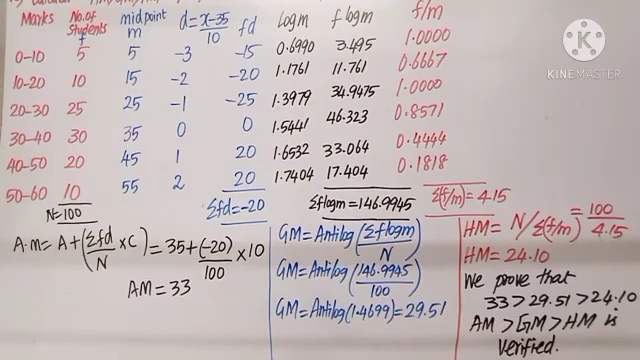 Marks No.of Students f mid point m d=x-35/10 fd logm f logm f/m
0-10 5 5 -3 -15 0.6990 3.495 1.0000
10-20 10 15 -2 -20 1.1761 11.761 0.6667
20-30 25 25 -1 -25 1.3979 34.9475 1.0000
30-40 30 35 0 0 1.5441 46.323 0.8571
40-50 20 45 1 20 1.6532 33.064 0.4444
50-60 10 55 2 20 1.7404 17.404 0.1818
N=100 Σfd=-20 Σflogm=146.9945 Σ(f/m)=4.15
A.M= A+(Σfd/N ×C)= 35+(-20)/100 ×10
AM= 33
GM=Antilog(Σflogm/N)
GM=Antilog(146.9945/100)
GM=Antilog(1.4699)=29.51
HM= N/Σ(f/m) = 100/4.15
HM= 24.10
We prove that
33>29.51>24.10
AM>GM>HM is
verified.
KINEMASTER